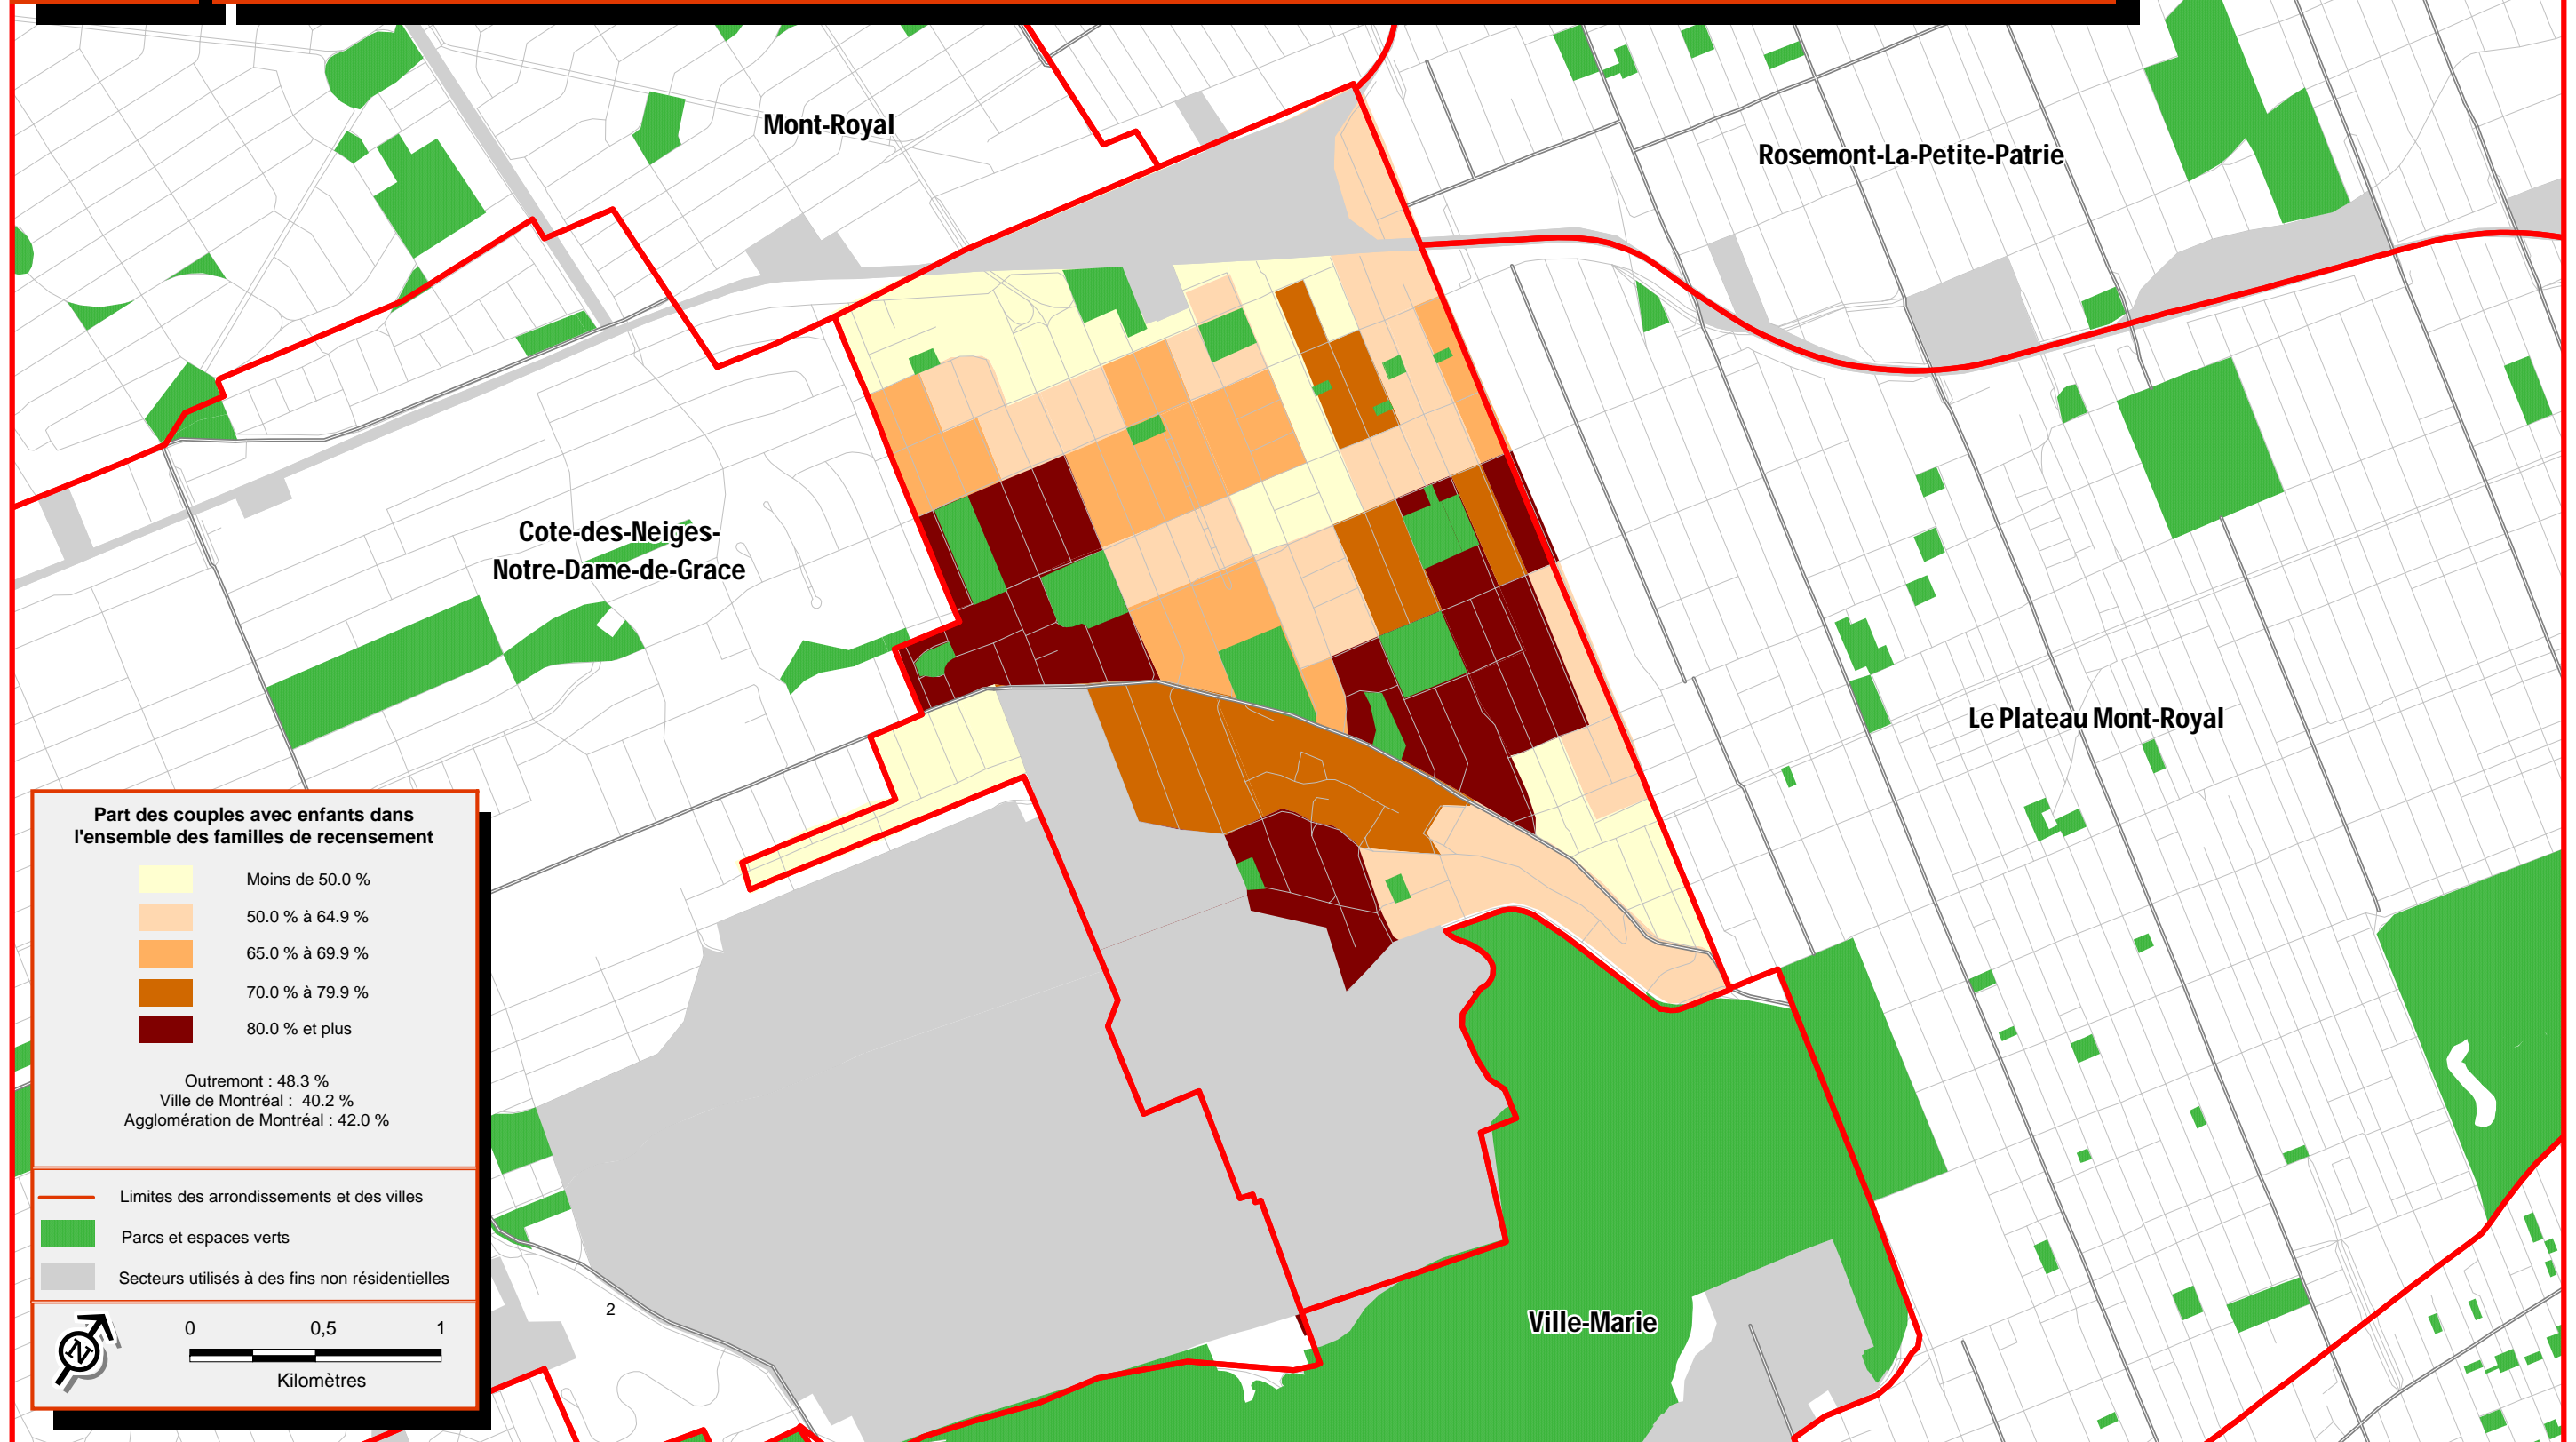 Mont-Royal
Rosemont-La-Petite-Patrie
Cote-des-Neiges-
Notre-Dame-de-Grace
Le Plateau Mont-Royal
Ville-Marie
Part des couples avec enfants dans
l'ensemble des familles de recensement
Moins de 50.0 %
50.0 % à 64.9 %
65.0 % à 69.9 %
70.0 % à 79.9 %
80.0 % et plus
Outremont : 48.3 %
Ville de Montréal : 40.2 %
Agglomération de Montréal : 42.0 %
Limites des arrondissements et des villes
Parcs et espaces verts
Secteurs utilisés à des fins non résidentielles
N
0 0,5 1
Kilomètres
2